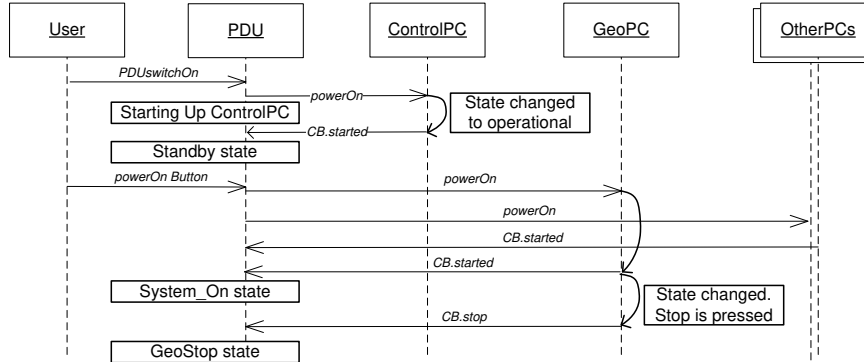 User
PDU
ControlPC
GeoPC
OtherPCs
PDUswitchOn
powerOn
Starting Up ControlPC
State changed
to operational
CB.started
Standby state
powerOn Button
powerOn
powerOn
CB.started
CB.started
System_On state
State changed.
Stop is pressed
CB.stop
GeoStop state